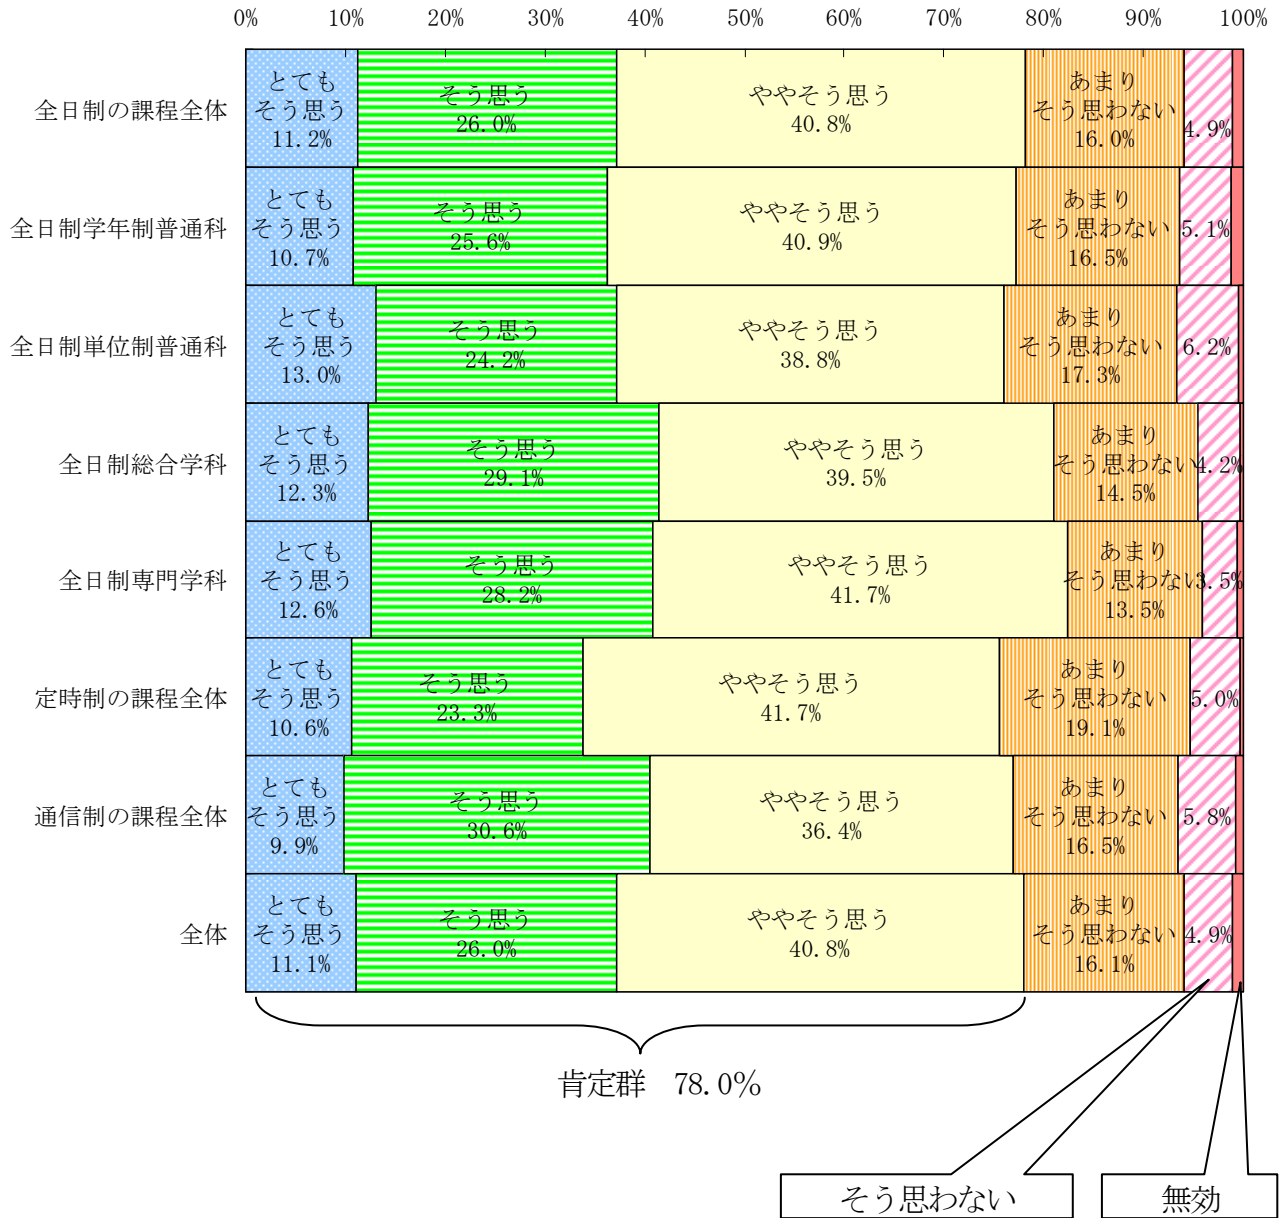 0% 10% 20% 30% 40% 50% 60% 70% 80% 90% 100%
全日制の課程全体
とても
そう思う
11.2%
そう思う
26.0%
ややそう思う
40.8%
あまり
そう思わない
16.0%
4.9%
全日制学年制普通科
とても
そう思う
10.7%
そう思う
25.6%
ややそう思う
40.9%
あまり
そう思わない
16.5%
5.1%
全日制単位制普通科
とても
そう思う
13.0%
そう思う
24.2%
ややそう思う
38.8%
あまり
そう思わない
17.3%
6.2%
全日制総合学科
とても
そう思う
12.3%
そう思う
29.1%
ややそう思う
39.5%
あまり
そう思わない
14.5%
4.2%
全日制専門学科
とても
そう思う
12.6%
そう思う
28.2%
ややそう思う
41.7%
あまり
そう思わない
13.5%
3.5%
定時制の課程全体
とても
そう思う
10.6%
そう思う
23.3%
ややそう思う
41.7%
あまり
そう思わない
19.1%
5.0%
通信制の課程全体
とても
そう思う
9.9%
そう思う
30.6%
ややそう思う
36.4%
あまり
そう思わない
16.5%
5.8%
全体
とても
そう思う
11.1%
そう思う
26.0%
ややそう思う
40.8%
あまり
そう思わない
16.1%
4.9%
肯定群 78.0%
そう思わない
無効